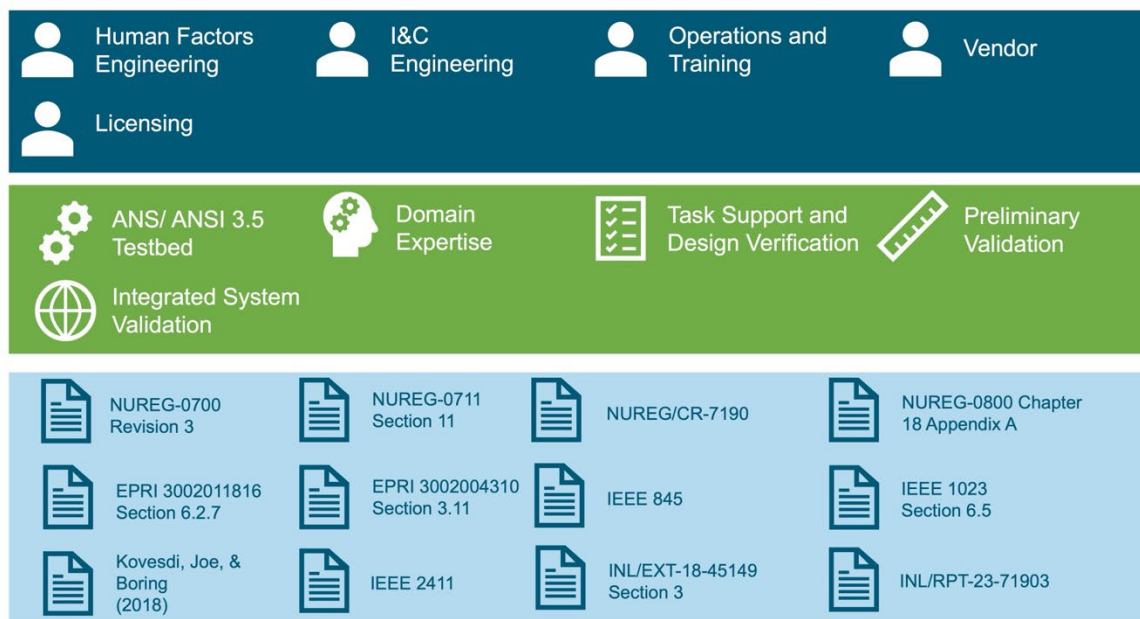 Human Factors
Engineering
I&C
Engineering
Operations and
Training
Vendor
Licensing
ANS/ ANSI 3.5
Testbed
Domain
Expertise
Task Support and
Design Verification
Preliminary
Validation
Integrated System
Validation
NUREG-0700
Revision 3
NUREG-0711
Section 11
NUREG/CR-7190
NUREG-0800 Chapter
18 Appendix A
EPRI 3002011816
Section 6.2.7
EPRI 3002004310
Section 3.11
IEEE 845
IEEE 1023
Section 6.5
Kovesdi, Joe, &
Boring
(2018)
IEEE 2411
INL/EXT-18-45149
Section 3
INL/RPT-23-71903